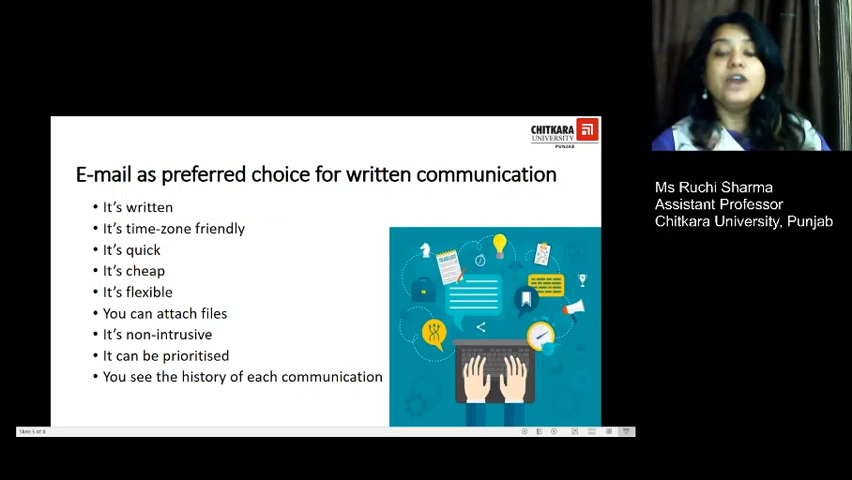 CHITKARA
UNIVERSITY
PUNJAB
E-mail as preferred choice for written communication
• It's written
• It's time-zone friendly
• It's quick
• It's cheap
• It's flexible
• You can attach files
• It's non-intrusive
• It can be prioritised
• You see the history of each communication
Ms Ruchi Sharma
Assistant Professor
Chitkara University, Punjab